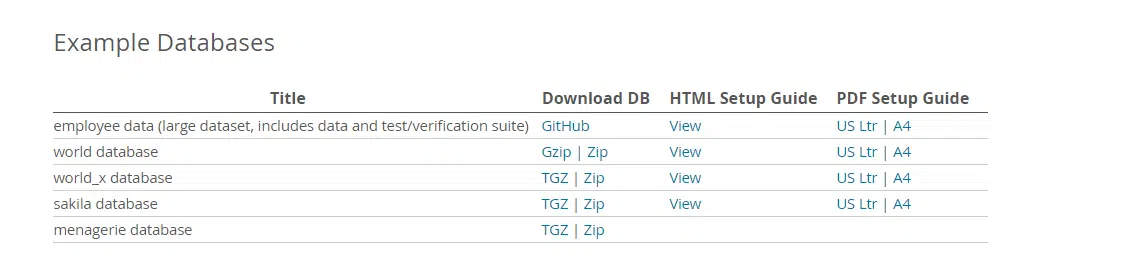 Example Databases
Title Download DB HTML Setup Guide PDF Setup Guide
employee data (large dataset, includes data and test/verification suite) GitHub View US Ltr | A4
world database Gzip | Zip View US Ltr | A4
world_x database TGZ | Zip View US Ltr | A4
sakila database TGZ | Zip View US Ltr | A4
menagerie database TGZ | Zip